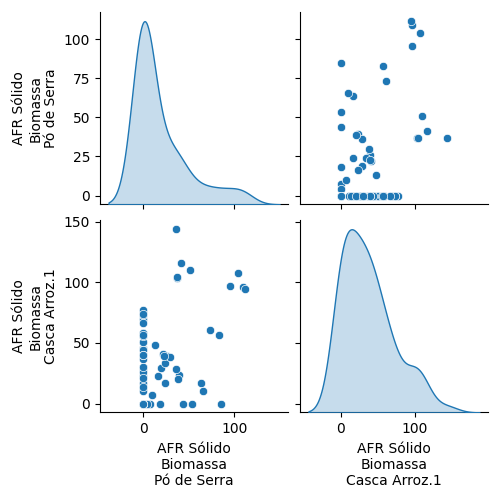 100
75
50
25
0
AFR Sólido
Biomassa
Pó de Serra
150
100
50
0
AFR Sólido
Biomassa
Casca Arroz.1
0 100
0 100
AFR Sólido
Biomassa
Pó de Serra
AFR Sólido
Biomassa
Casca Arroz.1